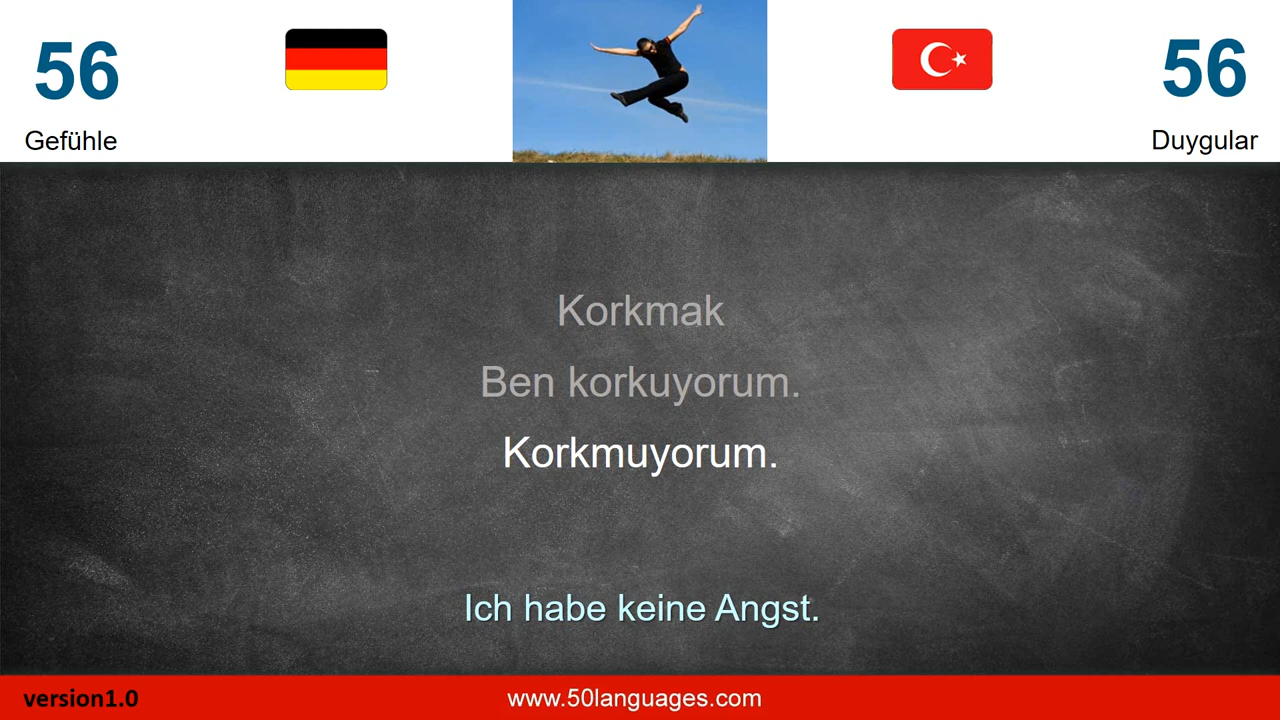 56
Gefühle
56
Duygular
Korkmak
Ben korkuyorum.
Korkmuyorum.
Ich habe keine Angst.
version1.0
www.50languages.com